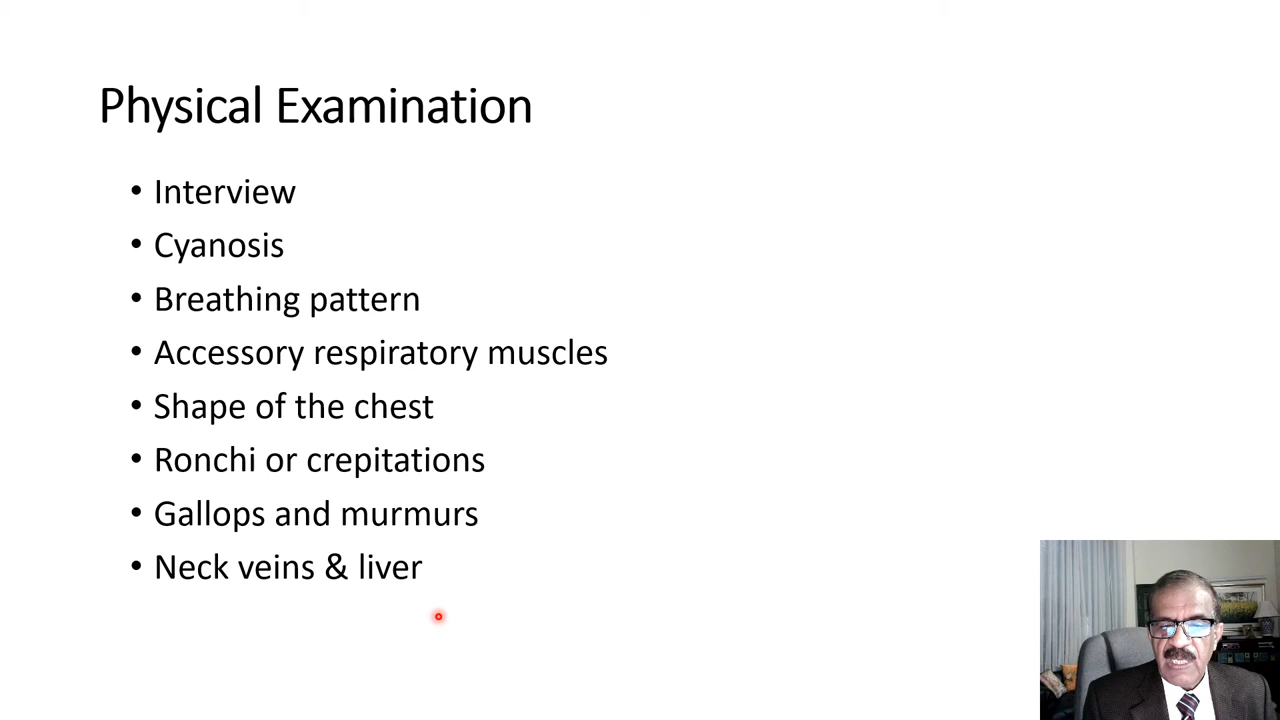 Physical Examination
• Interview
• Cyanosis
• Breathing pattern
• Accessory respiratory muscles
• Shape of the chest
• Ronchi or crepitations
• Gallops and murmurs
• Neck veins & liver